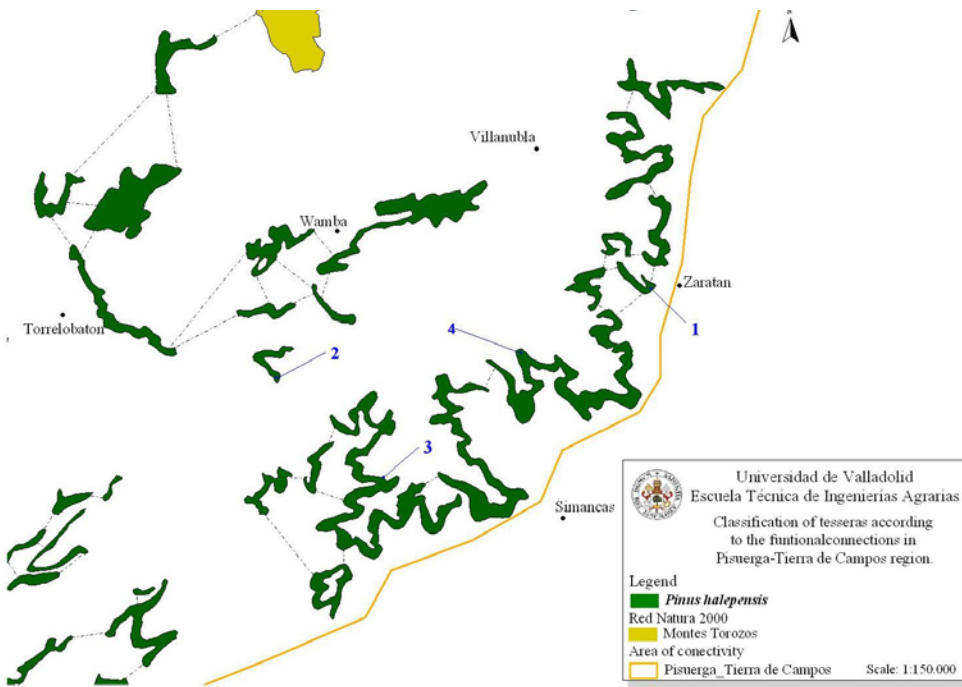 N
Villanubla
Wamba
Zaratan
Torrelobaton
1
2
3
4
Simancas
Universidad de Valladolid
Escuela Técnica de Ingenierías Agrarias
Classification of tesseras according
to the funtionalconnections in
Pisuerga-Tierra de Campos region.
Legend
Pinus halepensis
Red Natura 2000
Montes Torozos
Area of conectivity
Pisuerga_Tierra de Campos
Scale: 1:150.000